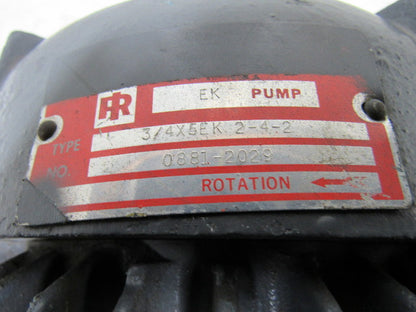 IR EK PUMP
TYPE 3/4X5EK 2-4-2
NO. 0881-2029
ROTATION